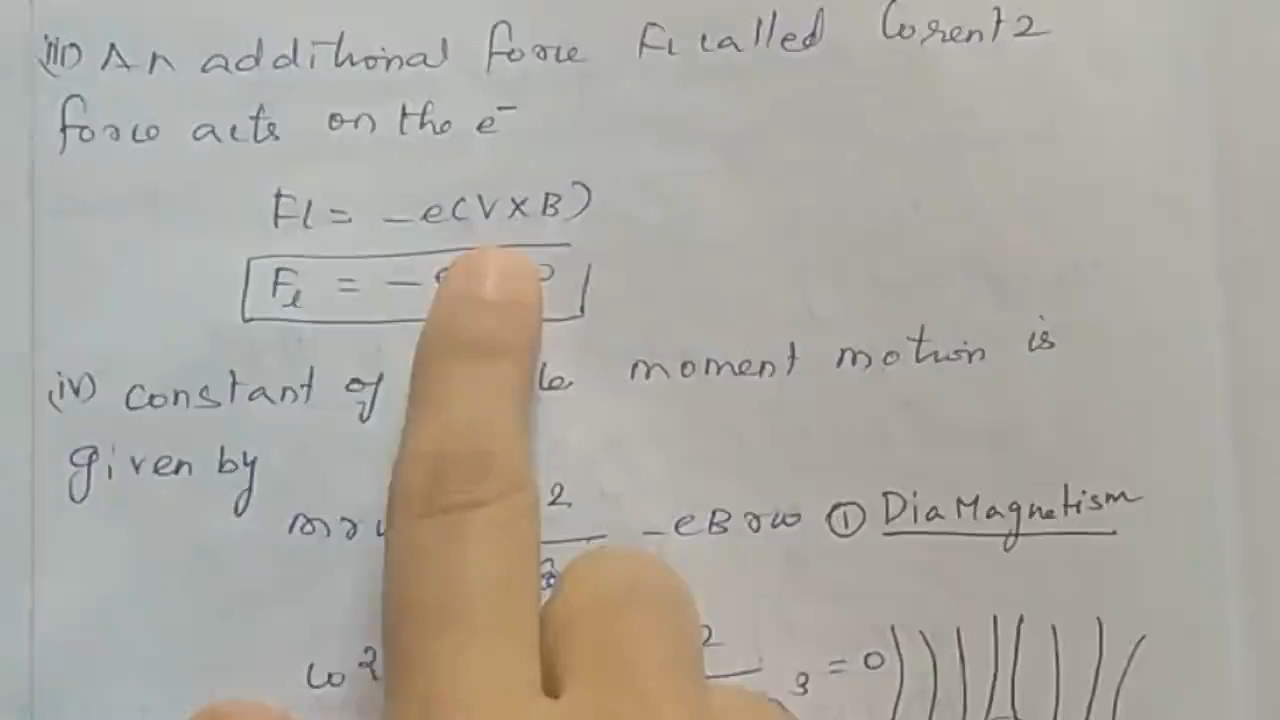 (iii) An additional force FL called Lorentz
force acts on the e⁻
Fl = -e(V×B)
Fl = -
(iv) constant of moment motion is
given by
2 -eBrω ① DiaMagnetism
ω² 2 = 0